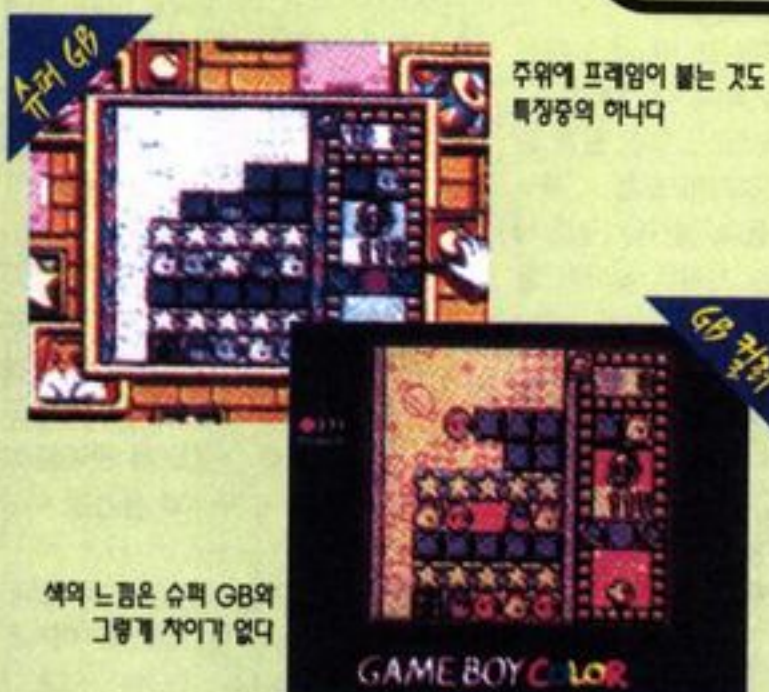 슈퍼 GB
주위에 프레임이 붙는 것도
특징중의 하나다
GB 컬러
색의 느낌은 슈퍼 GB와
그렇게 차이가 없다
GAME BOY COLOR